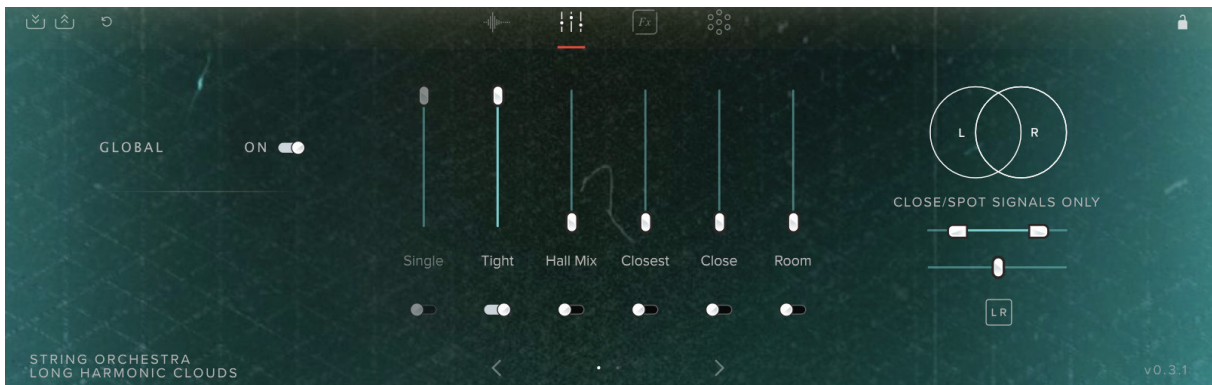 Fx
GLOBAL ON
L R
CLOSE/SPOT SIGNALS ONLY
Single Tight Hall Mix Closest Close Room
LR
STRING ORCHESTRA
LONG HARMONIC CLOUDS
v0.3.1